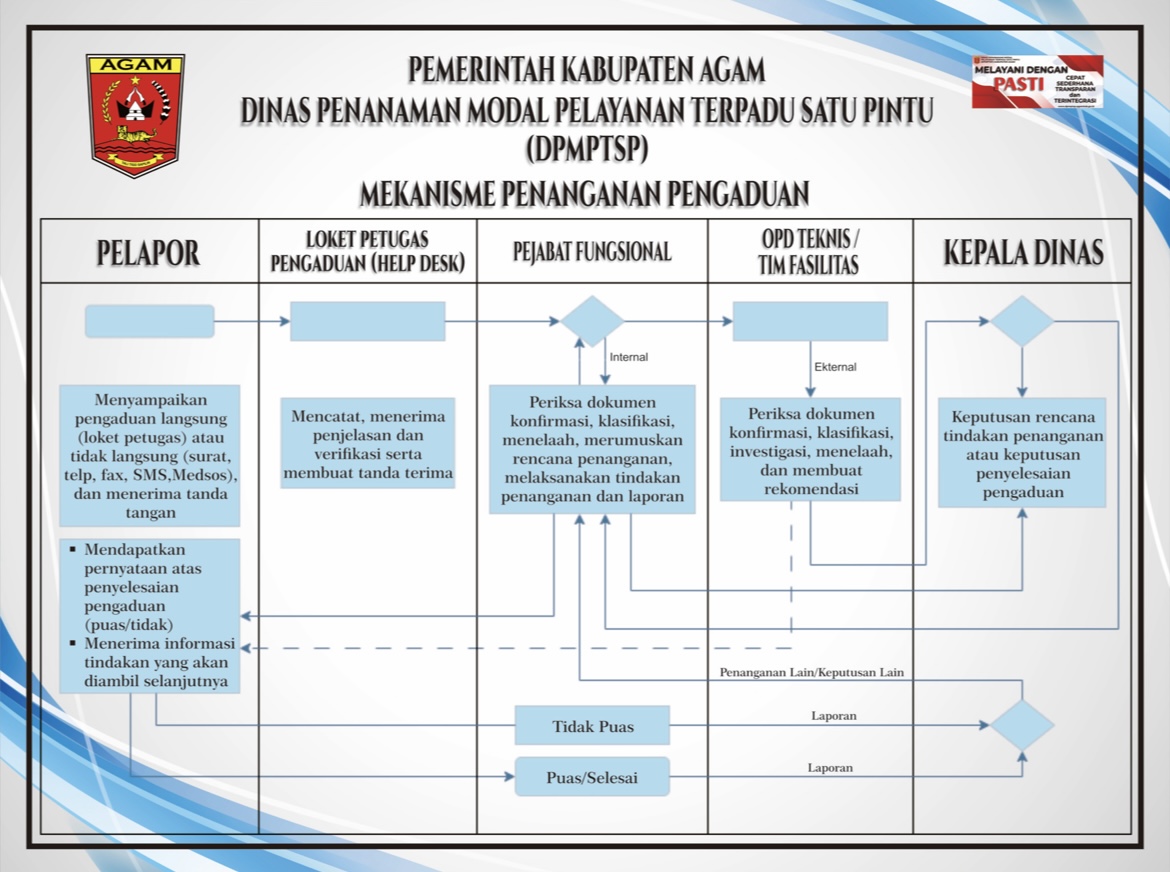 AGAM
PEMERINTAH KABUPATEN AGAM
DINAS PENANAMAN MODAL PELAYANAN TERPADU SATU PINTU
(DPMPTSP)
MEKANISME PENANGANAN PENGADUAN
MELAYANI DENGAN
PASTI
CEPAT
SEDERHANA
TRANSPARAN
dan
TERINTEGRASI
PELAPOR
LOKET PETUGAS
PENGADUAN (HELP DESK)
PEJABAT FUNGSIONAL
OPD TEKNIS /
TIM FASILITAS
KEPALA DINAS
Internal
Ekternal
Menyampaikan
pengaduan langsung
(loket petugas) atau
tidak langsung (surat,
telp, fax, SMS,Medsos),
dan menerima tanda
tangan
Mencatat, menerima
penjelasan dan
verifikasi serta
membuat tanda terima
Periksa dokumen
konfirmasi, klasifikasi,
menelaah, merumuskan
rencana penanganan,
melaksanakan tindakan
penanganan dan laporan
Periksa dokumen
konfirmasi, klasifikasi,
investigasi, menelaah,
dan membuat
rekomendasi
Keputusan rencana
tindakan penanganan
atau keputusan
penyelesaian
pengaduan
▪ Mendapatkan
pernyataan atas
penyelesaian
pengaduan
(puas/tidak)
▪ Menerima informasi
tindakan yang akan
diambil selanjutnya
Penanganan Lain/Keputusan Lain
Tidak Puas
Laporan
Puas/Selesai
Laporan